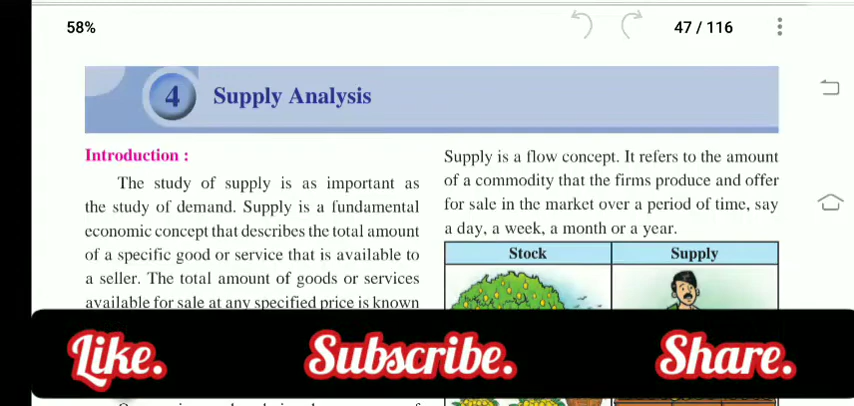 58%
47 / 116
4 Supply Analysis
Introduction :
The study of supply is as important as
the study of demand. Supply is a fundamental
economic concept that describes the total amount
of a specific good or service that is available to
a seller. The total amount of goods or services
available for sale at any specified price is known
Supply is a flow concept. It refers to the amount
of a commodity that the firms produce and offer
for sale in the market over a period of time, say
a day, a week, a month or a year.
Stock
Supply
Like.
Subscribe.
Share.